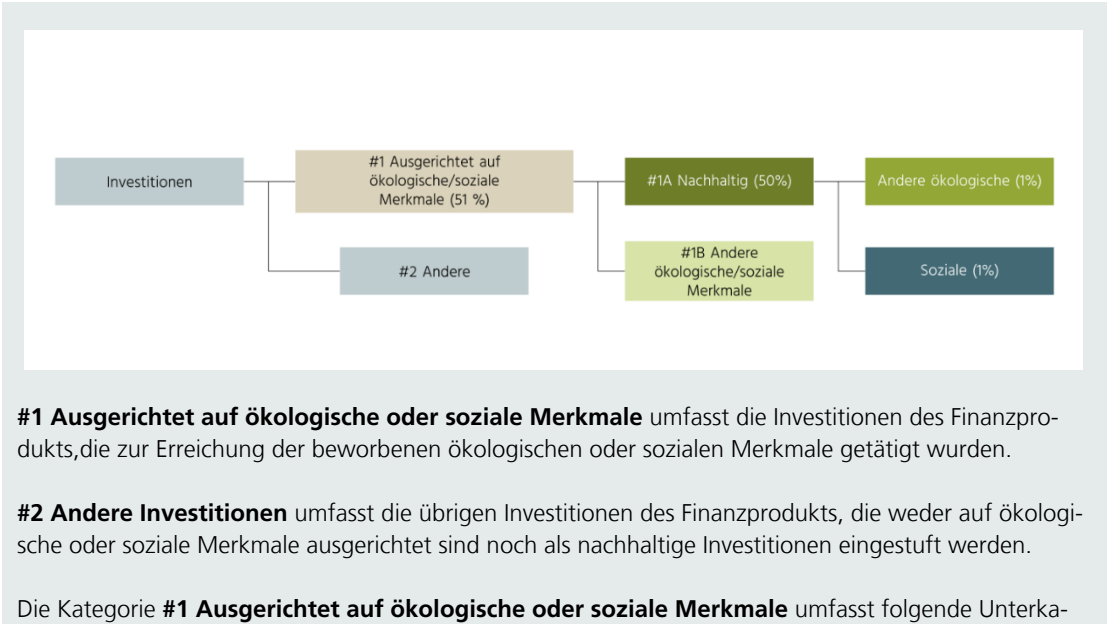 Investitionen
#1 Ausgerichtet auf
ökologische/soziale
Merkmale (51 %)
#1A Nachhaltig (50%)
Andere ökologische (1%)
#2 Andere
#1B Andere
ökologische/soziale
Merkmale
Soziale (1%)
#1 Ausgerichtet auf ökologische oder soziale Merkmale umfasst die Investitionen des Finanzpro-
dukts,die zur Erreichung der beworbenen ökologischen oder sozialen Merkmale getätigt wurden.
#2 Andere Investitionen umfasst die übrigen Investitionen des Finanzprodukts, die weder auf ökologi-
sche oder soziale Merkmale ausgerichtet sind noch als nachhaltige Investitionen eingestuft werden.
Die Kategorie #1 Ausgerichtet auf ökologische oder soziale Merkmale umfasst folgende Unterka-